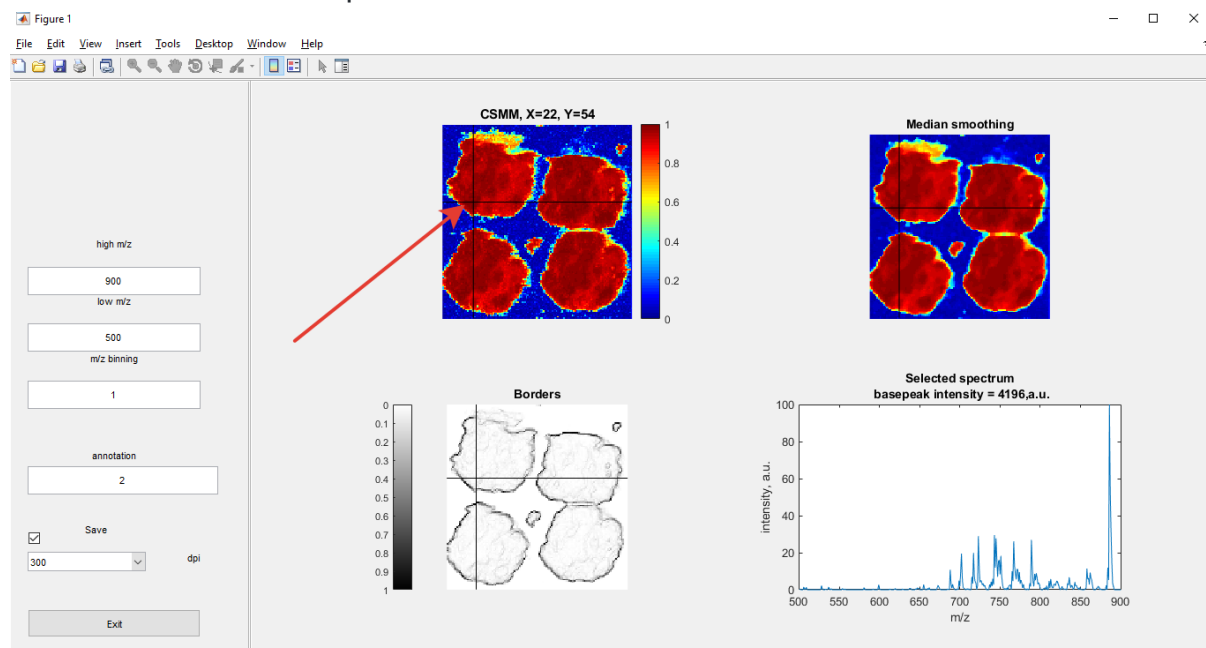 Figure 1
File Edit View Insert Tools Desktop Window Help
high m/z
900
low m/z
500
m/z binning
1
annotation
2
Save
300
dpi
Exit
CSMM, X=22, Y=54
1
0.8
0.6
0.4
0.2
0
Median smoothing
Borders
0
0.1
0.2
0.3
0.4
0.5
0.6
0.7
0.8
0.9
1
Selected spectrum
basepeak intensity = 4196,a.u.
intensity, a.u.
100
80
60
40
20
0
500 550 600 650 700 750 800 850 900
m/z